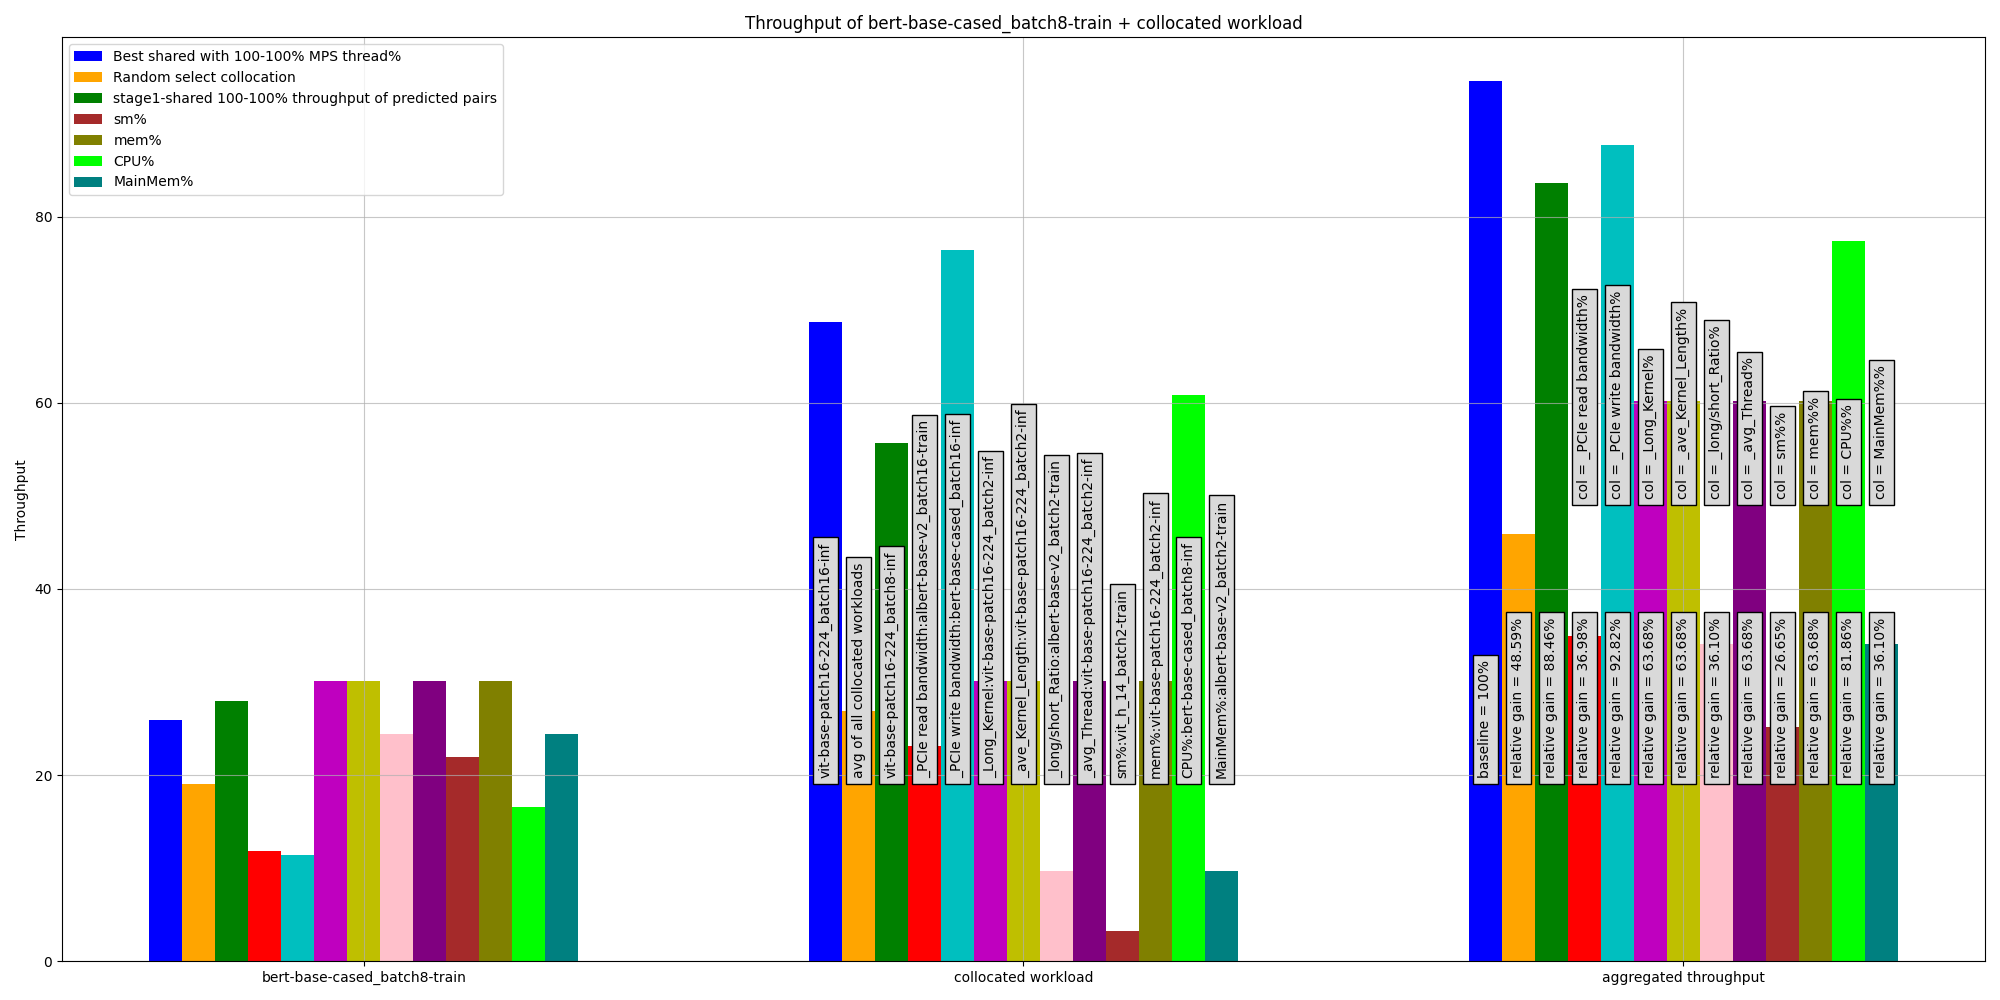 Throughput of bert-base-cased_batch8-train + collocated workload
Best shared with 100-100% MPS thread%
Random select collocation
stage1-shared 100-100% throughput of predicted pairs
sm%
mem%
CPU%
MainMem%
Throughput
80
60
40
20
0
vit-base-patch16-224_batch16-inf
avg of all collocated workloads
vit-base-patch16-224_batch8-inf
_PCIe read bandwidth:albert-base-v2_batch16-train
_PCIe write bandwidth:bert-base-cased_batch16-inf
_Long_Kernel:vit-base-patch16-224_batch2-inf
_ave_Kernel_Length:vit-base-patch16-224_batch2-inf
_long/short_Ratio:albert-base-v2_batch2-train
_avg_Thread:vit-base-patch16-224_batch2-inf
sm%:vit_h_14_batch2-train
mem%:vit-base-patch16-224_batch2-inf
CPU%:bert-base-cased_batch8-inf
MainMem%:albert-base-v2_batch2-train
col = _PCIe read bandwidth%
col = _PCIe write bandwidth%
col = _Long_Kernel%
col = _ave_Kernel_Length%
col = _long/short_Ratio%
col = _avg_Thread%
col = sm%%
col = mem%%
col = CPU%%
col = MainMem%%
baseline = 100%
relative gain = 48.59%
relative gain = 88.46%
relative gain = 36.98%
relative gain = 92.82%
relative gain = 63.68%
relative gain = 63.68%
relative gain = 36.10%
relative gain = 63.68%
relative gain = 26.65%
relative gain = 63.68%
relative gain = 81.86%
relative gain = 36.10%
bert-base-cased_batch8-train
collocated workload
aggregated throughput